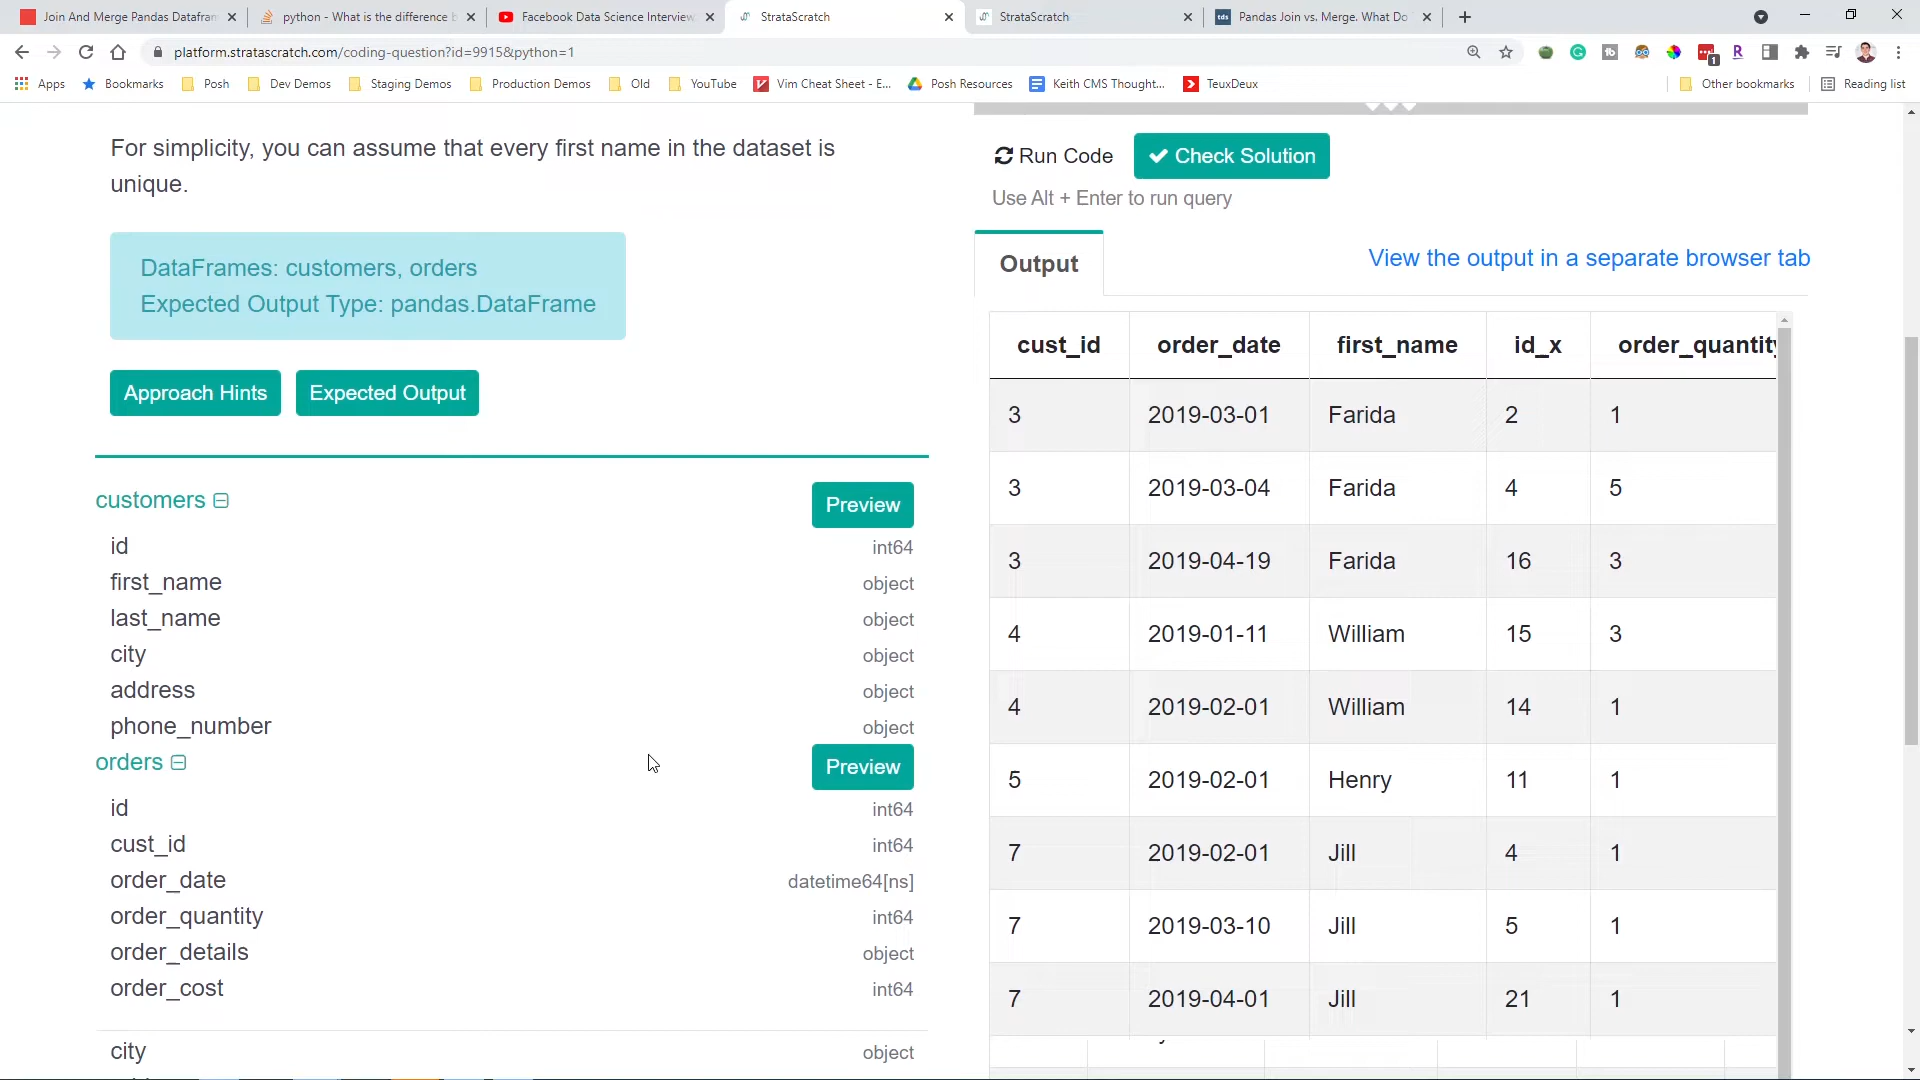 Join And Merge Pandas Datafram
python - What is the difference b
Facebook Data Science Interview
StrataScratch
StrataScratch
tds
Pandas Join vs. Merge. What Do
platform.stratascratch.com/coding-question?id=9915&python=1
Apps
Bookmarks
Posh
Dev Demos
Staging Demos
Production Demos
Old
YouTube
Vim Cheat Sheet - E...
Posh Resources
Keith CMS Thought...
TeuxDeux
Other bookmarks
Reading list
For simplicity, you can assume that every first name in the dataset is
unique.
DataFrames: customers, orders
Expected Output Type: pandas.DataFrame
Approach Hints
Expected Output
customers
Preview
id int64
first_name object
last_name object
city object
address object
phone_number object
orders
Preview
id int64
cust_id int64
order_date datetime64[ns]
order_quantity int64
order_details object
order_cost int64
city object
Run Code
Check Solution
Use Alt + Enter to run query
Output
View the output in a separate browser tab
cust_id order_date first_name id_x order_quantity
3 2019-03-01 Farida 2 1
3 2019-03-04 Farida 4 5
3 2019-04-19 Farida 16 3
4 2019-01-11 William 15 3
4 2019-02-01 William 14 1
5 2019-02-01 Henry 11 1
7 2019-02-01 Jill 4 1
7 2019-03-10 Jill 5 1
7 2019-04-01 Jill 21 1